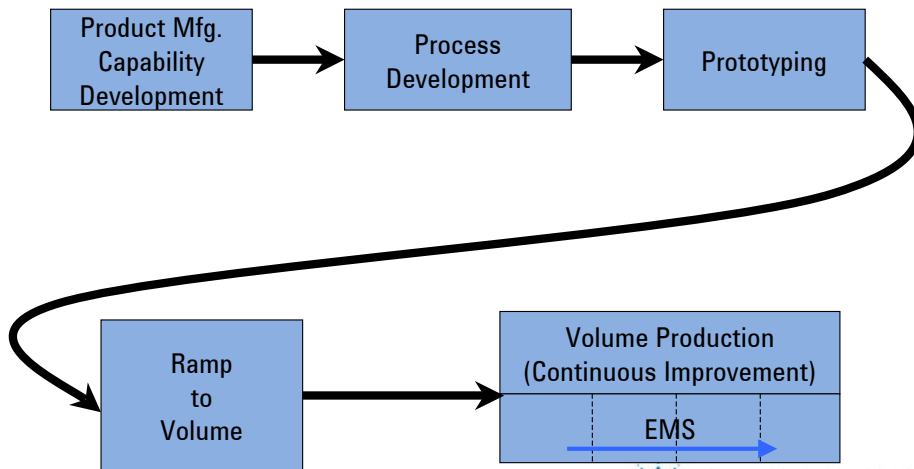 Product Mfg.
Capability
Development
Process
Development
Prototyping
Ramp
to
Volume
Volume Production
(Continuous Improvement)
EMS